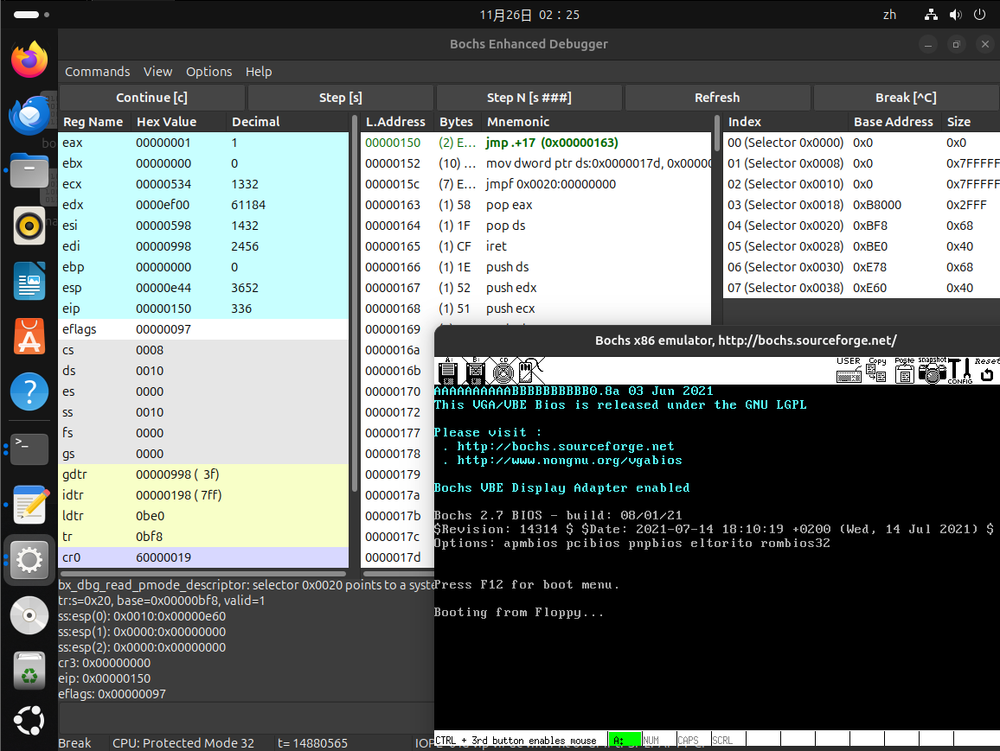 11月26日 02：25
zh
Bochs Enhanced Debugger
Commands View Options Help
Continue [c] Step [s] Step N [s ###] Refresh Break [^C]
Reg Name Hex Value Decimal
eax 00000001 1
ebx 00000000 0
ecx 00000534 1332
edx 0000ef00 61184
esi 00000598 1432
edi 00000998 2456
ebp 00000000 0
esp 00000e44 3652
eip 00000150 336
eflags 00000097
cs 0008
ds 0010
es 0000
ss 0010
fs 0000
gs 0000
gdtr 00000998 ( 3f)
idtr 00000198 ( 7ff)
ldtr 0be0
tr 0bf8
cr0 60000019
L.Address Bytes Mnemonic
00000150 (2) E... jmp .+17 (0x00000163)
00000152 (10) ... mov dword ptr ds:0x0000017d, 0x00000
0000015c (7) E... jmpf 0x0020:00000000
00000163 (1) 58 pop eax
00000164 (1) 1F pop ds
00000165 (1) CF iret
00000166 (1) 1E push ds
00000167 (1) 52 push edx
00000168 (1) 51 push ecx
00000169
0000016a
0000016b
00000170
00000172
00000177
00000178
00000179
0000017a
0000017b
0000017c
0000017d
Index Base Address Size
00 (Selector 0x0000) 0x0 0x0
01 (Selector 0x0008) 0x0 0x7FFFFF
02 (Selector 0x0010) 0x0 0x7FFFFF
03 (Selector 0x0018) 0xB8000 0x2FFF
04 (Selector 0x0020) 0xBF8 0x68
05 (Selector 0x0028) 0xBE0 0x40
06 (Selector 0x0030) 0xE78 0x68
07 (Selector 0x0038) 0xE60 0x40
bx_dbg_read_pmode_descriptor: selector 0x0020 points to a syste
tr:s=0x20, base=0x00000bf8, valid=1
ss:esp(0): 0x0010:0x00000e60
ss:esp(1): 0x0000:0x00000000
ss:esp(2): 0x0000:0x00000000
cr3: 0x00000000
eip: 0x00000150
eflags: 0x00000097
Break CPU: Protected Mode 32 t= 14880565 IOP
Bochs x86 emulator, http://bochs.sourceforge.net/
A: B: CD USER Copy Paste snapshot CONFIG Reset
AAAAAAAAAABBBBBBBBBB0.8a 03 Jun 2021
This VGA/VBE Bios is released under the GNU LGPL
Please visit :
. http://bochs.sourceforge.net
. http://www.nongnu.org/vgabios
Bochs VBE Display Adapter enabled
Bochs 2.7 BIOS - build: 08/01/21
$Revision: 14314 $ $Date: 2021-07-14 18:10:19 +0200 (Wed, 14 Jul 2021) $
Options: apmbios pcibios pnpbios eltorito rombios32
Press F12 for boot menu.
Booting from Floppy...
CTRL + 3rd button enables mouse A: NUM CAPS SCRL